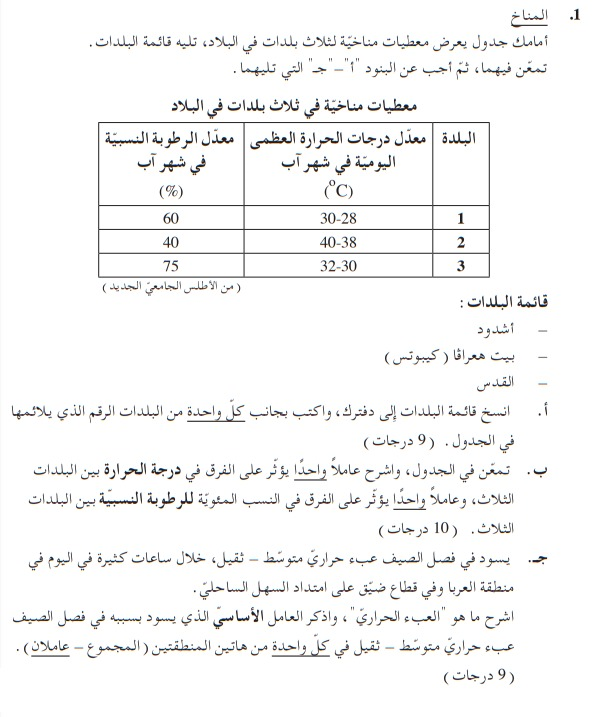 1. المناخ
أمامك جدول يعرض معطيات مناخيّة لثلاث بلدات في البلاد، تليه قائمة البلدات.
تمعّن فيهما، ثمّ أجب عن البنود "أ"–"جـ" التي تليهما.
معطيات مناخيّة في ثلاث بلدات في البلاد
البلدة | معدّل درجات الحرارة العظمى اليوميّة في شهر آب (°C) | معدّل الرطوبة النسبيّة في شهر آب (%)
1 | 30-28 | 60
2 | 40-38 | 40
3 | 32-30 | 75
(من الأطلس الجامعيّ الجديد)
قائمة البلدات :
– أشدود
– بيت هعراڤا (كيبوتس)
– القدس
أ. انسخ قائمة البلدات إلى دفترك، واكتب بجانب كلّ واحدة من البلدات الرقم الذي يلائمها
في الجدول. (9 درجات)
ب. تمعّن في الجدول، واشرح عاملاً واحدًا يؤثّر على الفرق في درجة الحرارة بين البلدات
الثلاث، وعاملاً واحدًا يؤثّر على الفرق في النسب المئويّة للرطوبة النسبيّة بين البلدات
الثلاث. (10 درجات)
جـ. يسود في فصل الصيف عبء حراريّ متوسّط – ثقيل، خلال ساعات كثيرة في اليوم في
منطقة العربا وفي قطاع ضيّق على امتداد السهل الساحليّ.
اشرح ما هو "العبء الحراريّ"، واذكر العامل الأساسيّ الذي يسود بسببه في فصل الصيف
عبء حراريّ متوسّط – ثقيل في كلّ واحدة من هاتين المنطقتين (المجموع – عاملان).
(9 درجات)